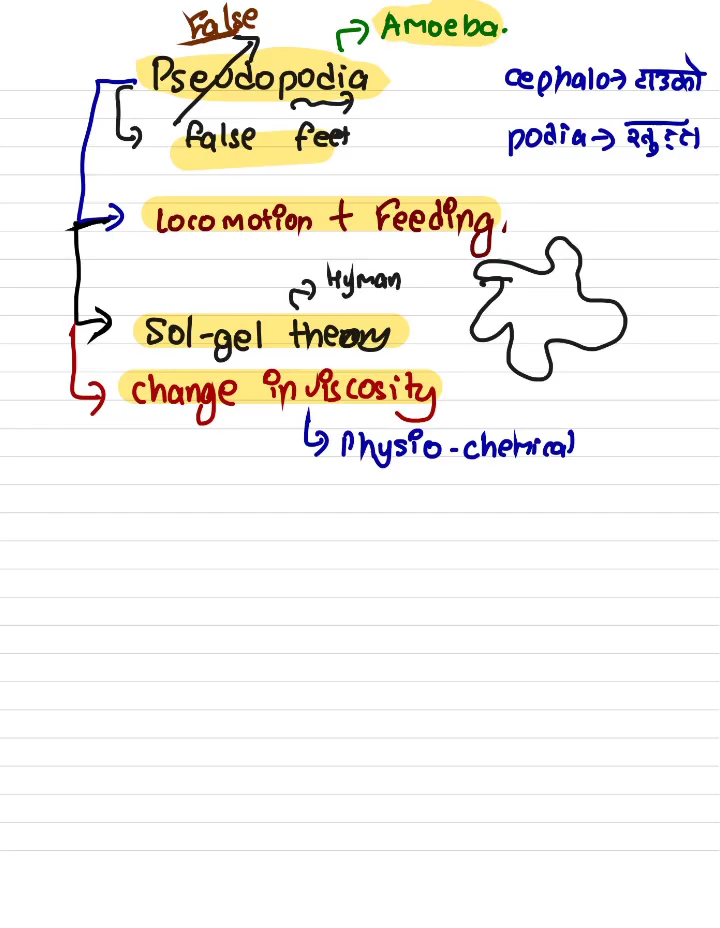 False
Amoeba.
Pseudopodia
cephalo→ टाउको
false feet
podia→ खुट्टा
Locomotion + Feeding.
Hyman
Sol-gel theory
change in viscosity
Physio-chemical